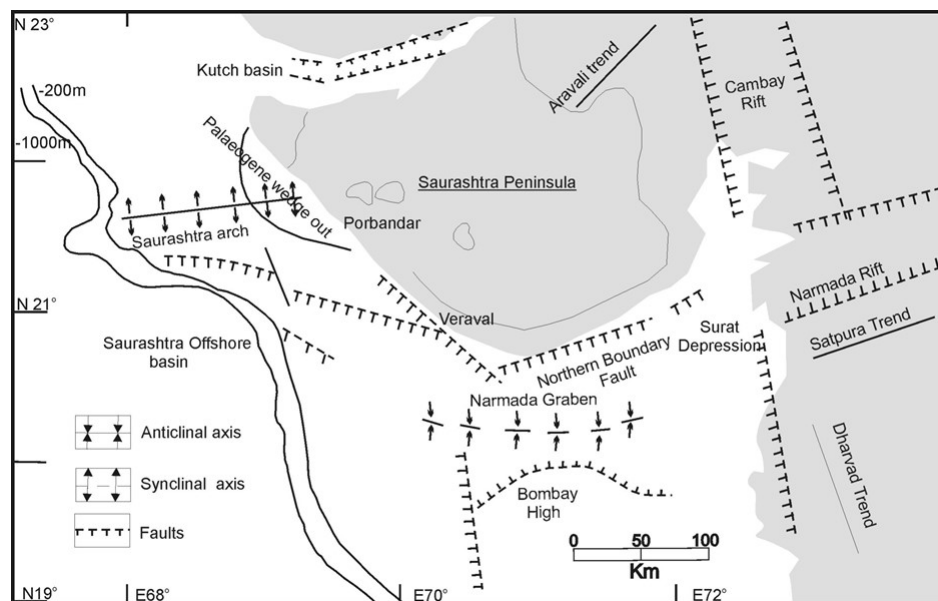 N 23°
-200m
-1000m
Kutch basin
Aravali trend
Cambay
Rift
Palaeogene wedge out
Saurashtra Peninsula
Porbandar
Saurashtra arch
Narmada Rift
N 21°
Veraval
Surat
Depression
Satpura Trend
Saurashtra Offshore
basin
Northern Boundary
Fault
Narmada Graben
Anticlinal axis
Synclinal axis
Faults
Bombay
High
Dharvad Trend
0 50 100
Km
N19°
E68°
E70°
E72°